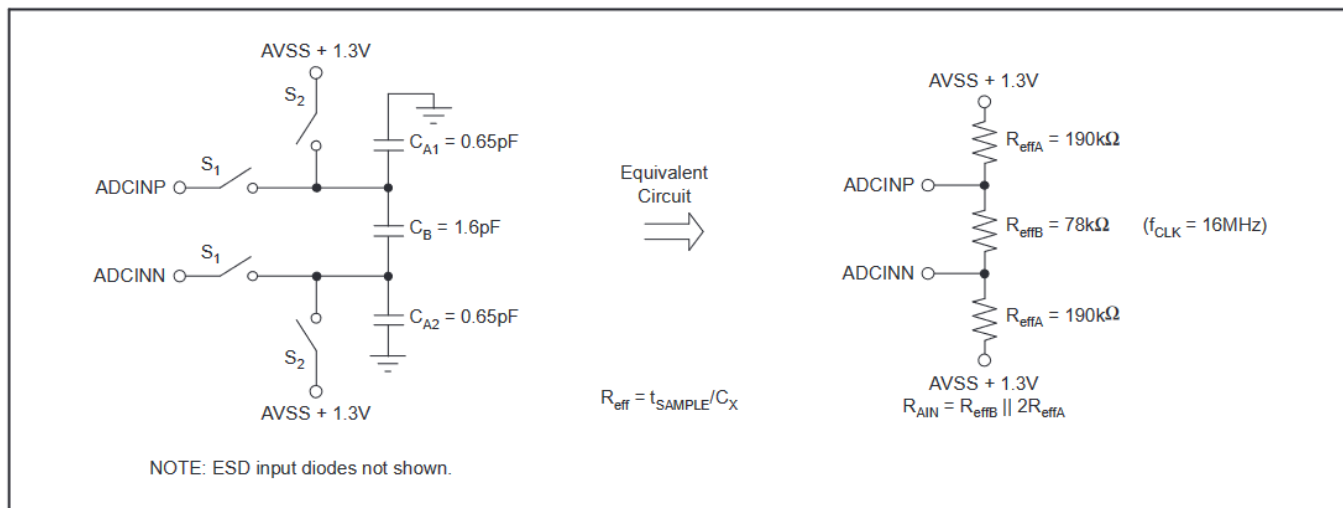 AVSS + 1.3V
S2
CA1 = 0.65pF
S1
ADCINP
CB = 1.6pF
S1
ADCINN
CA2 = 0.65pF
S2
AVSS + 1.3V
NOTE: ESD input diodes not shown.
Equivalent
Circuit
Reff = tSAMPLE/CX
AVSS + 1.3V
ReffA = 190kΩ
ADCINP
ReffB = 78kΩ (fCLK = 16MHz)
ADCINN
ReffA = 190kΩ
AVSS + 1.3V
RAIN = ReffB || 2ReffA